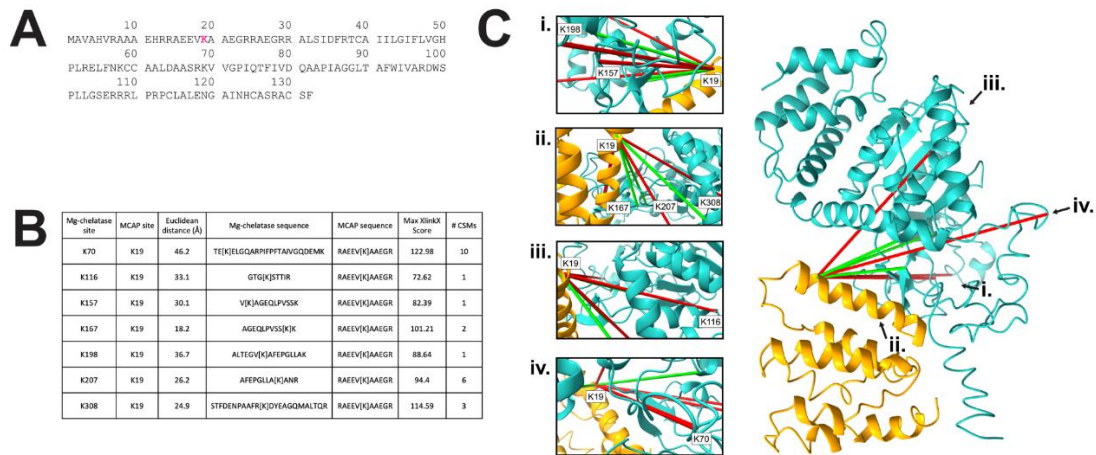 A
10 20 30 40 50
MAVAHVRAAA EHRRAEEVKA AEGRRAEGRR ALSIDFRTCA IILGIFLVGH
60 70 80 90 100
PLRELFNKCC AALDAASRKV VGPIQTFIVD QAAPIAGGLT AFWIVARDWS
110 120 130
PLLGSERRRL PRPCLALENG AINHCASRAC SF
B
Mg-chelatase site MCAP site Euclidean distance (Å) Mg-chelatase sequence MCAP sequence Max XlinkX Score # CSMs
K70 K19 46.2 TE[K]ELGQARPIFPFTAIVGQDEMK RAEEV[K]AAEGR 122.98 10
K116 K19 33.1 GTG[K]STTIR RAEEV[K]AAEGR 72.62 1
K157 K19 30.1 V[K]AGEQLPVSSK RAEEV[K]AAEGR 82.39 1
K167 K19 18.2 AGEQLPVSS[K]K RAEEV[K]AAEGR 101.21 2
K198 K19 36.7 ALTEGV[K]AFEPGLLAK RAEEV[K]AAEGR 88.64 1
K207 K19 26.2 AFEPGLLA[K]ANR RAEEV[K]AAEGR 94.4 6
K308 K19 24.9 STFDENPAAFR[K]DYEAGQMALTQR RAEEV[K]AAEGR 114.59 3
C
i.
K198
K157
K19
ii.
K19
K167
K207
K308
iii.
K19
K116
iv.
K19
K70
iii.
iv.
i.
ii.